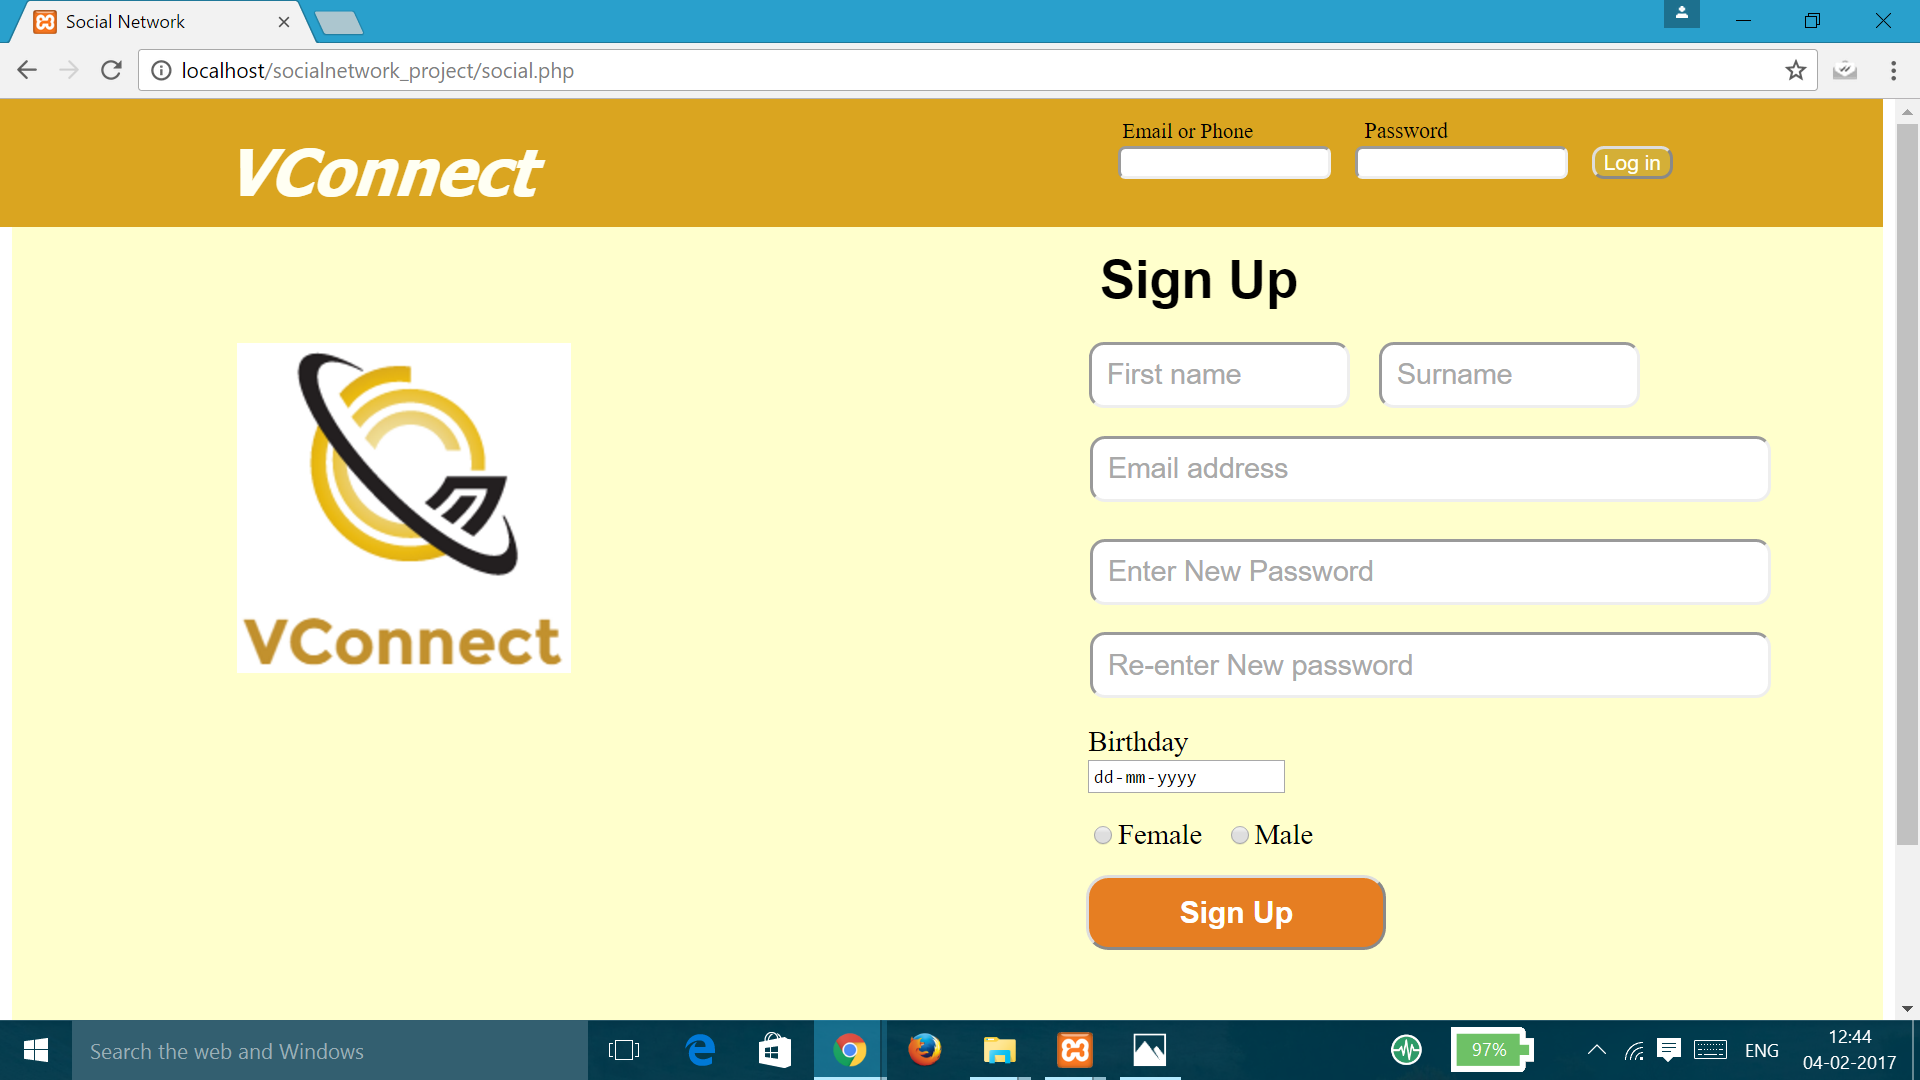 Social Network
localhost/socialnetwork_project/social.php
VConnect
Email or Phone
Password
Log in
Sign Up
First name
Surname
Email address
Enter New Password
Re-enter New password
VConnect
Birthday
dd-mm-yyyy
Female
Male
Sign Up
Search the web and Windows
97%
ENG
12:44
04-02-2017